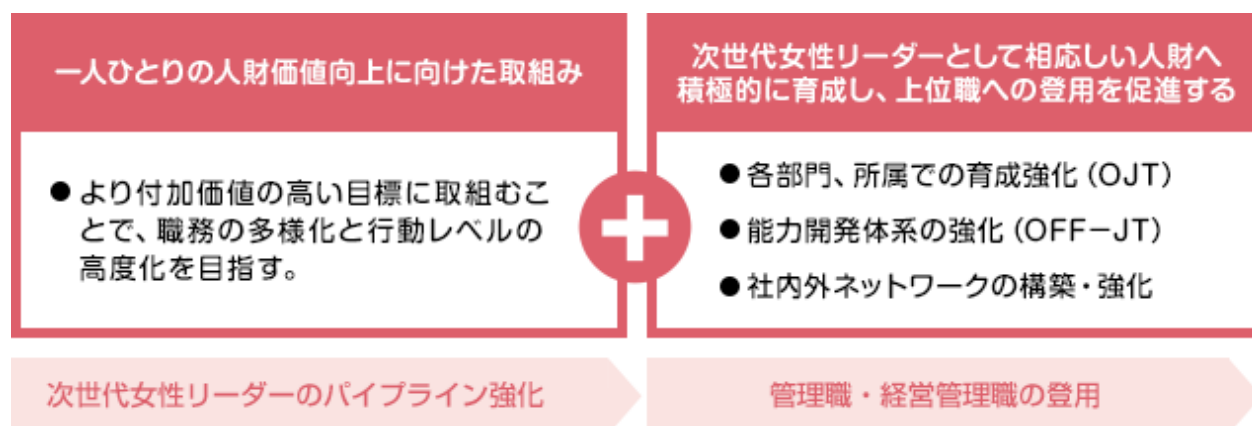 一人ひとりの人財価値向上に向けた取組み
● より付加価値の高い目標に取組むこ
とで、職務の多様化と行動レベルの
高度化を目指す。
次世代女性リーダーとして相応しい人財へ
積極的に育成し、上位職への登用を促進する
● 各部門、所属での育成強化（OJT）
● 能力開発体系の強化（OFF－JT）
● 社内外ネットワークの構築・強化
次世代女性リーダーのパイプライン強化
管理職・経営管理職の登用